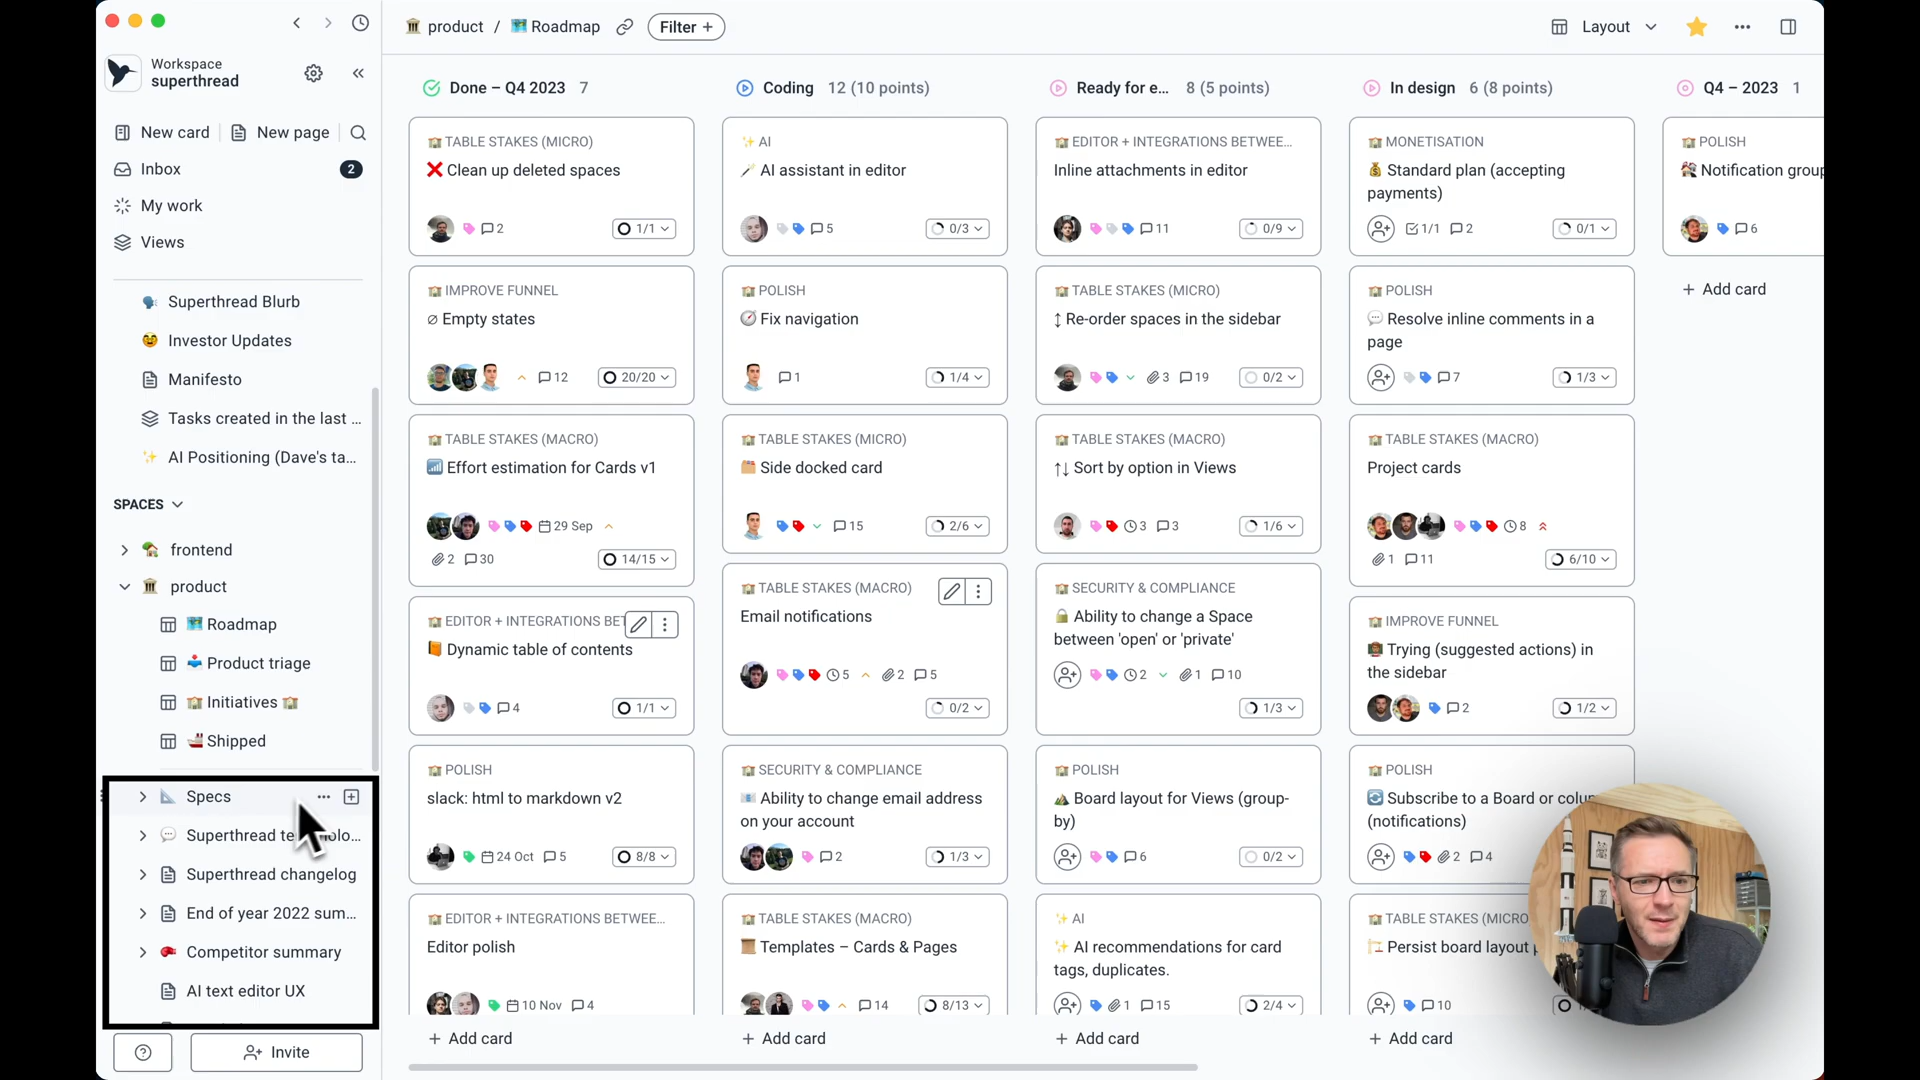 Workspace
superthread
New card
New page
Inbox
2
My work
Views
Superthread Blurb
Investor Updates
Manifesto
Tasks created in the last ...
AI Positioning (Dave's ta...
SPACES
frontend
product
Roadmap
Product triage
Initiatives
Shipped
Specs
Superthread
Superthread changelog
End of year 2022 sum...
Competitor summary
AI text editor UX
Invite
product / Roadmap
Filter +
Layout
Done – Q4 2023 7
TABLE STAKES (MICRO)
Clean up deleted spaces
2
1/1
IMPROVE FUNNEL
Empty states
12
20/20
TABLE STAKES (MACRO)
Effort estimation for Cards v1
29 Sep
2
30
14/15
EDITOR + INTEGRATIONS
Dynamic table of contents
4
1/1
POLISH
slack: html to markdown v2
24 Oct
5
8/8
EDITOR + INTEGRATIONS BETWEE...
Editor polish
10 Nov
4
+ Add card
Coding 12 (10 points)
AI
AI assistant in editor
5
0/3
POLISH
Fix navigation
1
1/4
TABLE STAKES (MICRO)
Side docked card
15
2/6
TABLE STAKES (MACRO)
Email notifications
5
2
5
0/2
SECURITY & COMPLIANCE
Ability to change email address
on your account
2
1/3
TABLE STAKES (MACRO)
Templates – Cards & Pages
14
8/13
+ Add card
Ready for e... 8 (5 points)
EDITOR + INTEGRATIONS BETWEE...
Inline attachments in editor
11
0/9
TABLE STAKES (MICRO)
Re-order spaces in the sidebar
3
19
0/2
TABLE STAKES (MACRO)
Sort by option in Views
3
3
1/6
SECURITY & COMPLIANCE
Ability to change a Space
between 'open' or 'private'
2
1
10
1/3
POLISH
Board layout for Views (group-
by)
6
0/2
AI
AI recommendations for card
tags, duplicates.
1
15
2/4
+ Add card
In design 6 (8 points)
MONETISATION
Standard plan (accepting
payments)
1/1
2
0/1
POLISH
Resolve inline comments in a
page
7
1/3
TABLE STAKES (MACRO)
Project cards
8
1
11
6/10
IMPROVE FUNNEL
Trying (suggested actions) in
the sidebar
2
1/2
POLISH
Subscribe to a Board or
(notifications)
2
4
TABLE STAKES
Persist board layout
10
+ Add card
Q4 – 2023 1
POLISH
Notification
6
+ Add card